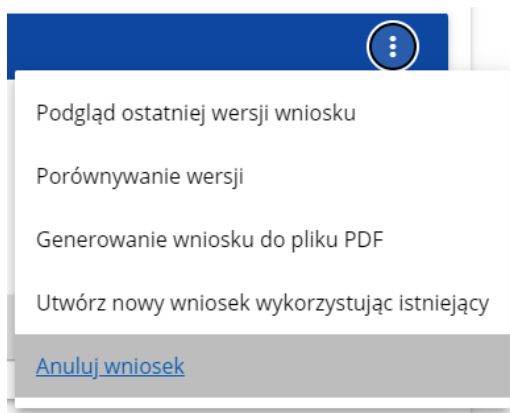 Podgląd ostatniej wersji wniosku
Porównywanie wersji
Generowanie wniosku do pliku PDF
Utwórz nowy wniosek wykorzystując istniejący
Anuluj wniosek